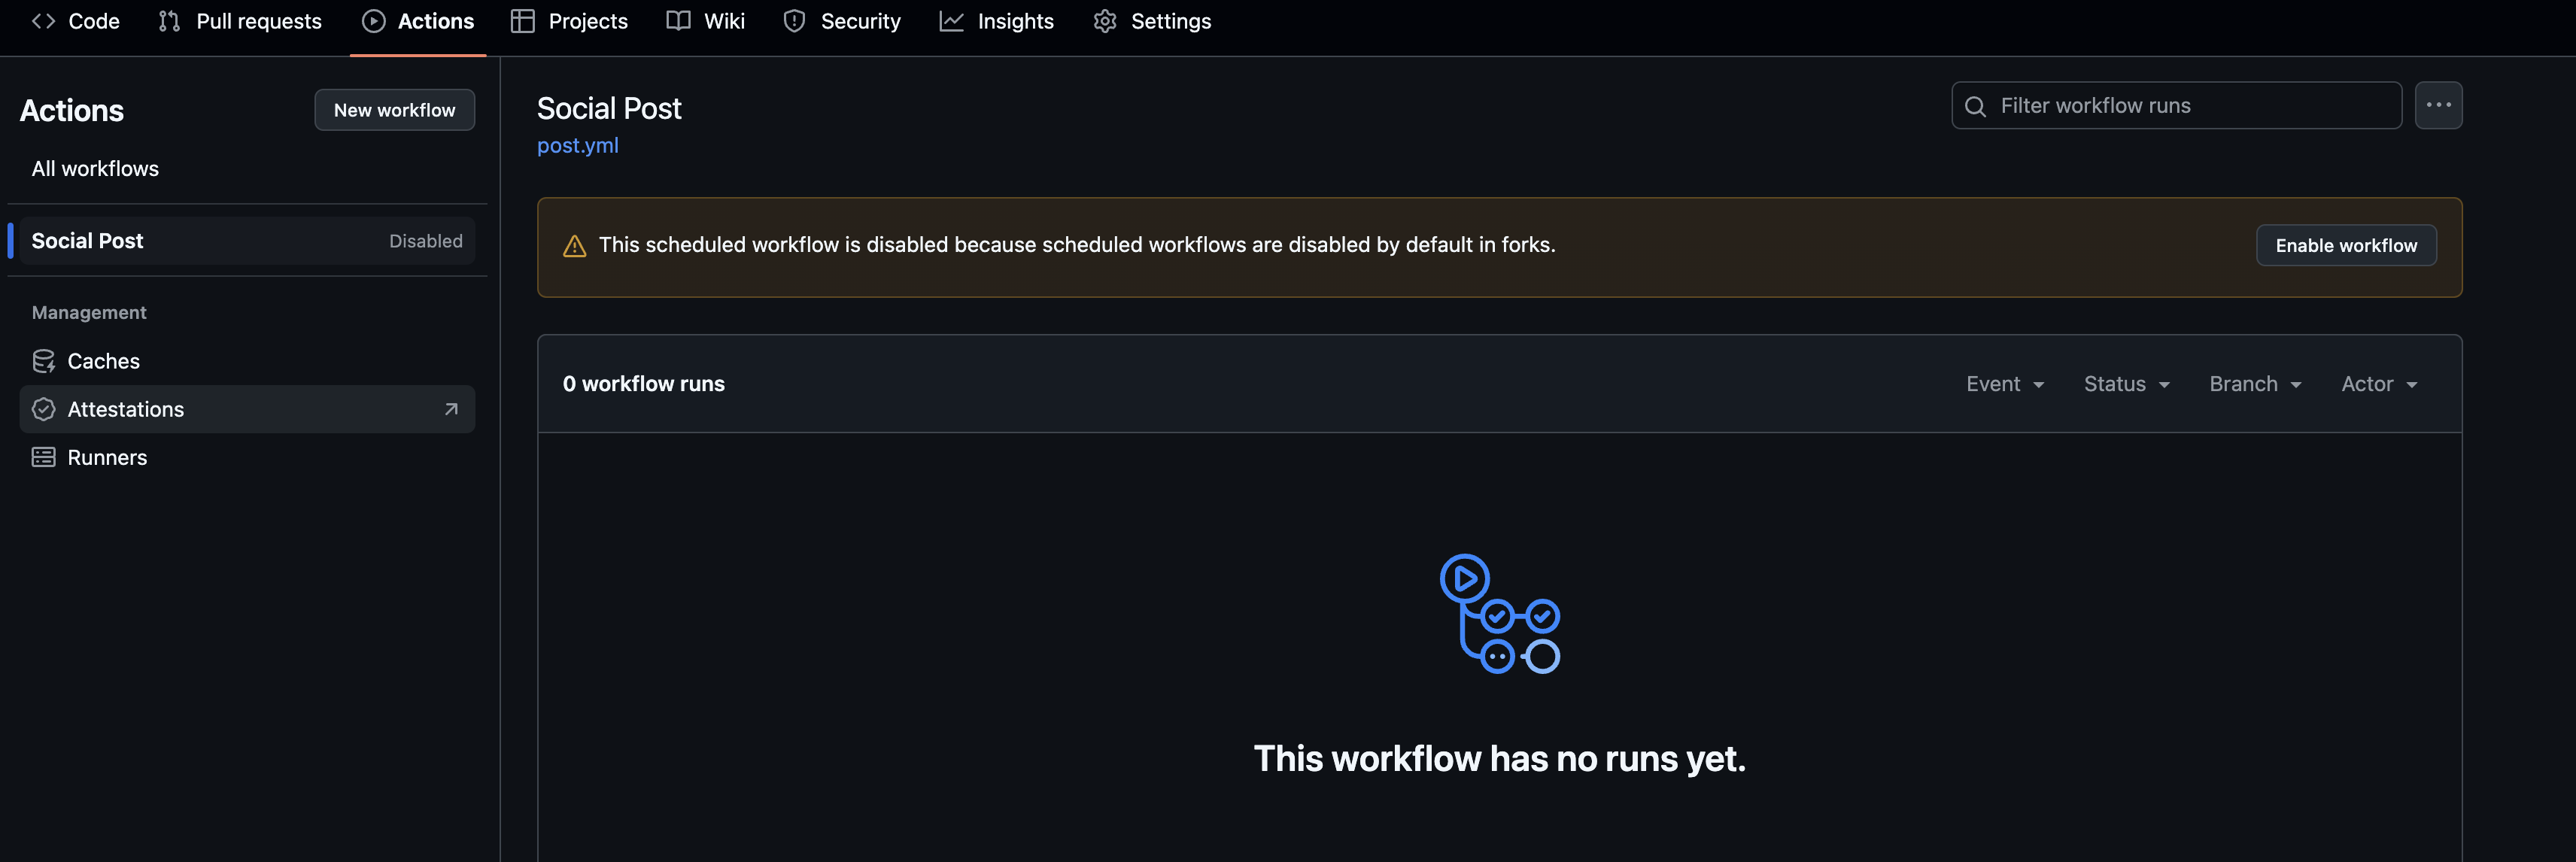 Code Pull requests Actions Projects Wiki Security Insights Settings
Actions
New workflow
All workflows
Social Post Disabled
Management
Caches
Attestations
Runners
Social Post
post.yml
Filter workflow runs
This scheduled workflow is disabled because scheduled workflows are disabled by default in forks.
Enable workflow
0 workflow runs
Event Status Branch Actor
This workflow has no runs yet.